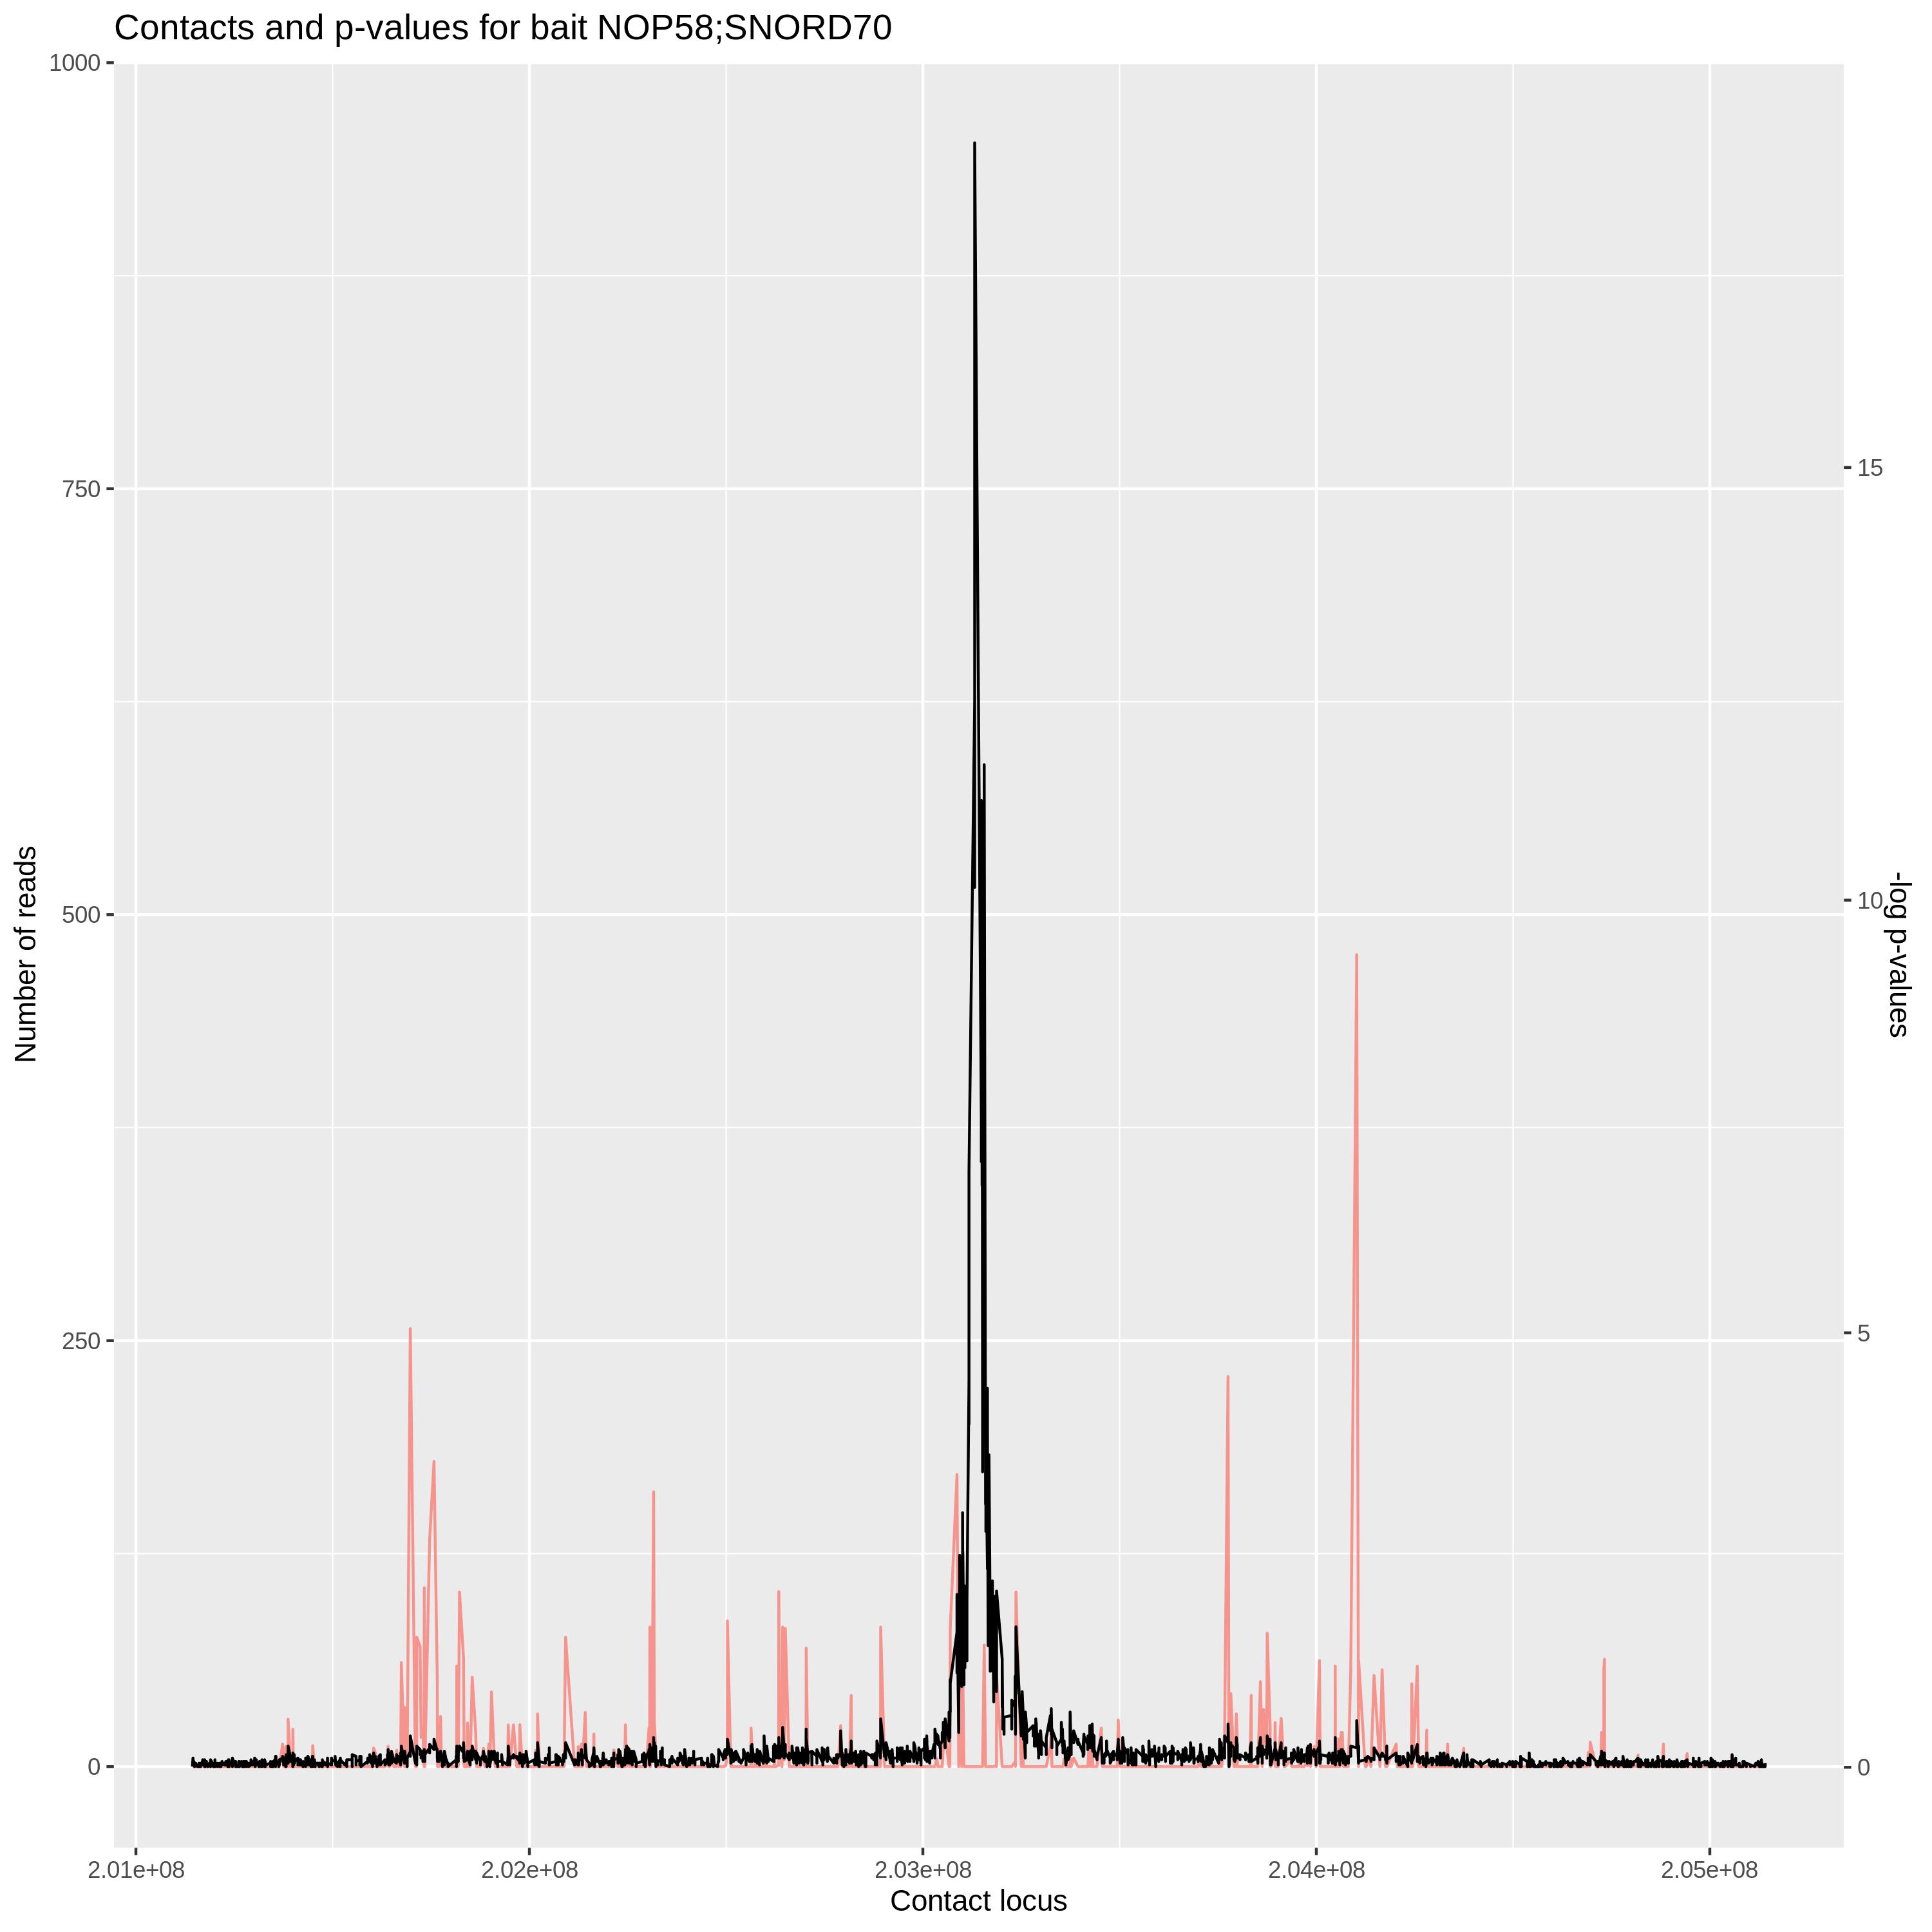 Contacts and p-values for bait NOP58;SNORD70
1000
750
500
250
0
Number of reads
15
10
5
0
-log p-values
2.01e+08
2.02e+08
2.03e+08
2.04e+08
2.05e+08
Contact locus